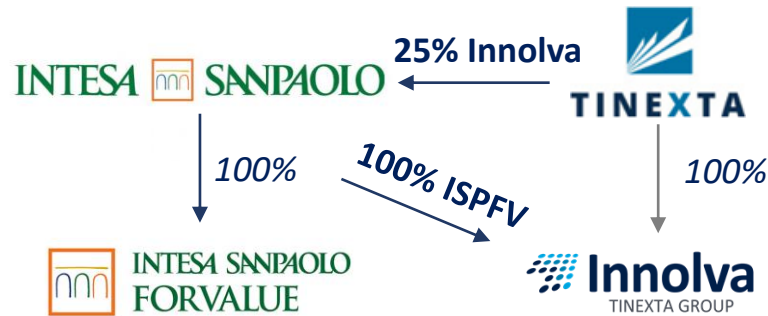 25% Innolva
INTESA SANPAOLO
TINEXTA
100%
100% ISPFV
100%
INTESA SANPAOLO
FORVALUE
Innolva
TINEXTA GROUP